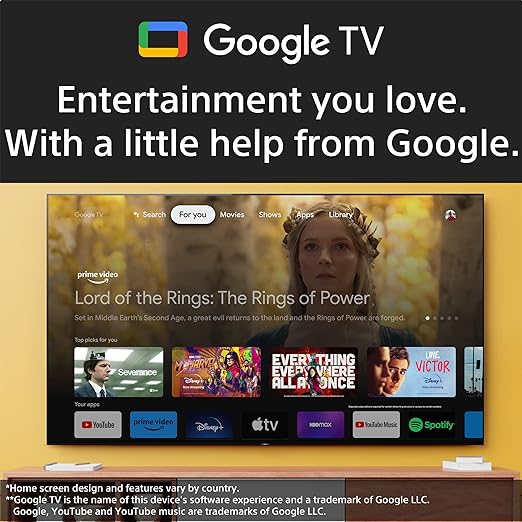 Google TV
Entertainment you love.
With a little help from Google.
Google TV Search For you Movies Shows Apps Library
prime video
Lord of the Rings: The Rings of Power
Set in Middle Earth's Second Age, a great evil returns to the land and the Rings of Power are forged.
Top picks for you
Severance
MS. MARVEL
Disney+
EVERYTHING
EVERYWHERE
ALL AT ONCE
LOVE,
VICTOR
Disney+
Your apps
YouTube prime video Disney+ tv HBOMAX YouTube Music Spotify
*Home screen design and features vary by country.
**Google TV is the name of this device's software experience and a trademark of Google LLC.
Google, YouTube and YouTube music are trademarks of Google LLC.